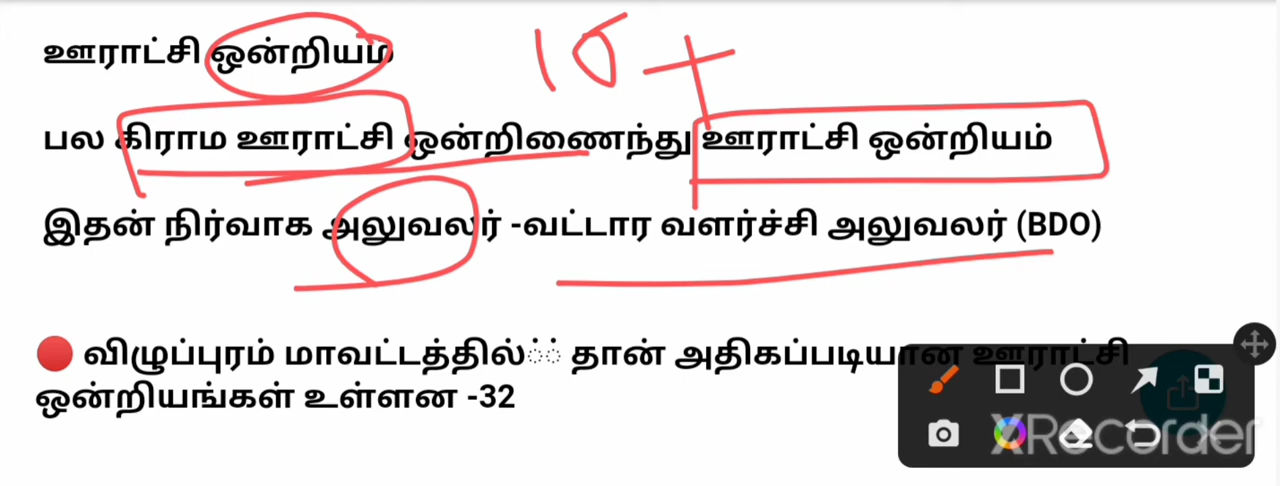 ஊராட்சி ஒன்றியம்
10 +
பல கிராம ஊராட்சி ஒன்றிணைந்து ஊராட்சி ஒன்றியம்
இதன் நிர்வாக அலுவலர் -வட்டார வளர்ச்சி அலுவலர் (BDO)
🔴 விழுப்புரம் மாவட்டத்தில்்் தான் அதிகப்படியான ஊராட்சி
ஒன்றியங்கள் உள்ளன -32
XRecorder